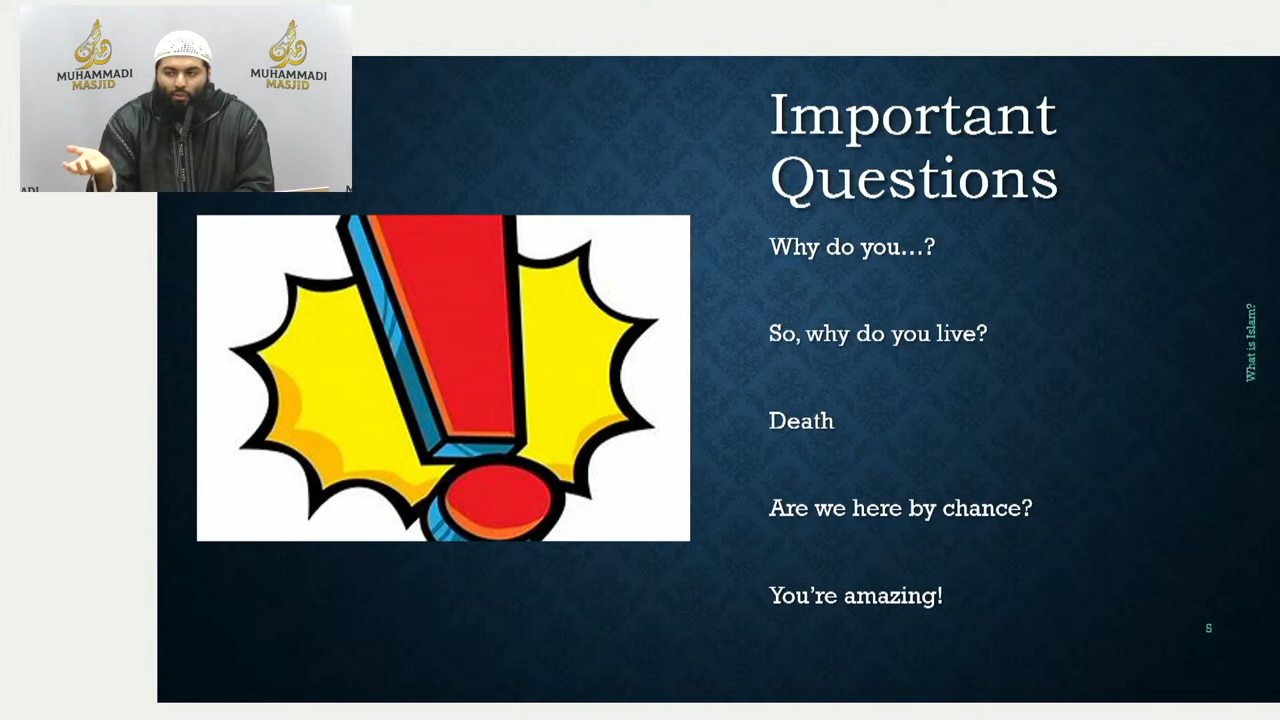 MUHAMMADI
MASJID
MUHAMMADI
MASJID
Important
Questions
Why do you...?
So, why do you live?
Death
Are we here by chance?
You're amazing!
What is Islam?
5